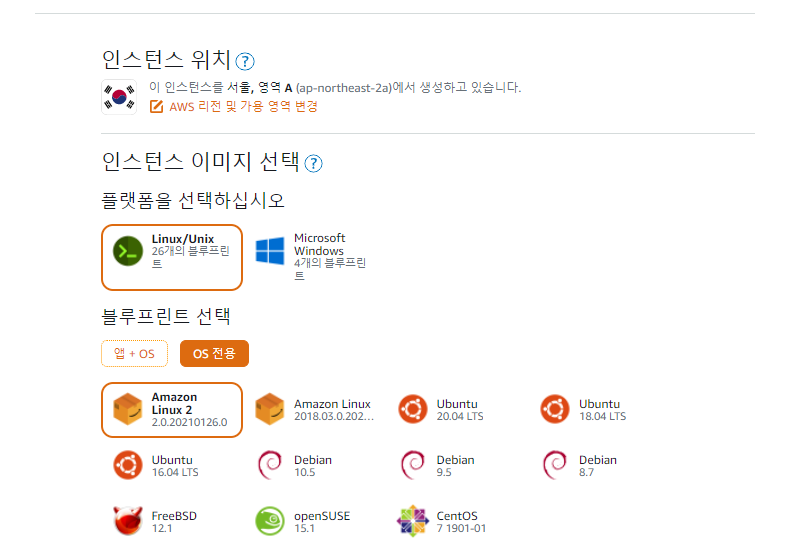 인스턴스 위치 ?
이 인스턴스를 서울, 영역 A (ap-northeast-2a)에서 생성하고 있습니다.
AWS 리전 및 가용 영역 변경
인스턴스 이미지 선택 ?
플랫폼을 선택하십시오
Linux/Unix
26개의 블루프린
트
Microsoft
Windows
4개의 블루프린
트
블루프린트 선택
앱 + OS
OS 전용
Amazon
Linux 2
2.0.20210126.0
Amazon Linux
2018.03.0.202...
Ubuntu
20.04 LTS
Ubuntu
18.04 LTS
Ubuntu
16.04 LTS
Debian
10.5
Debian
9.5
Debian
8.7
FreeBSD
12.1
openSUSE
15.1
CentOS
7 1901-01